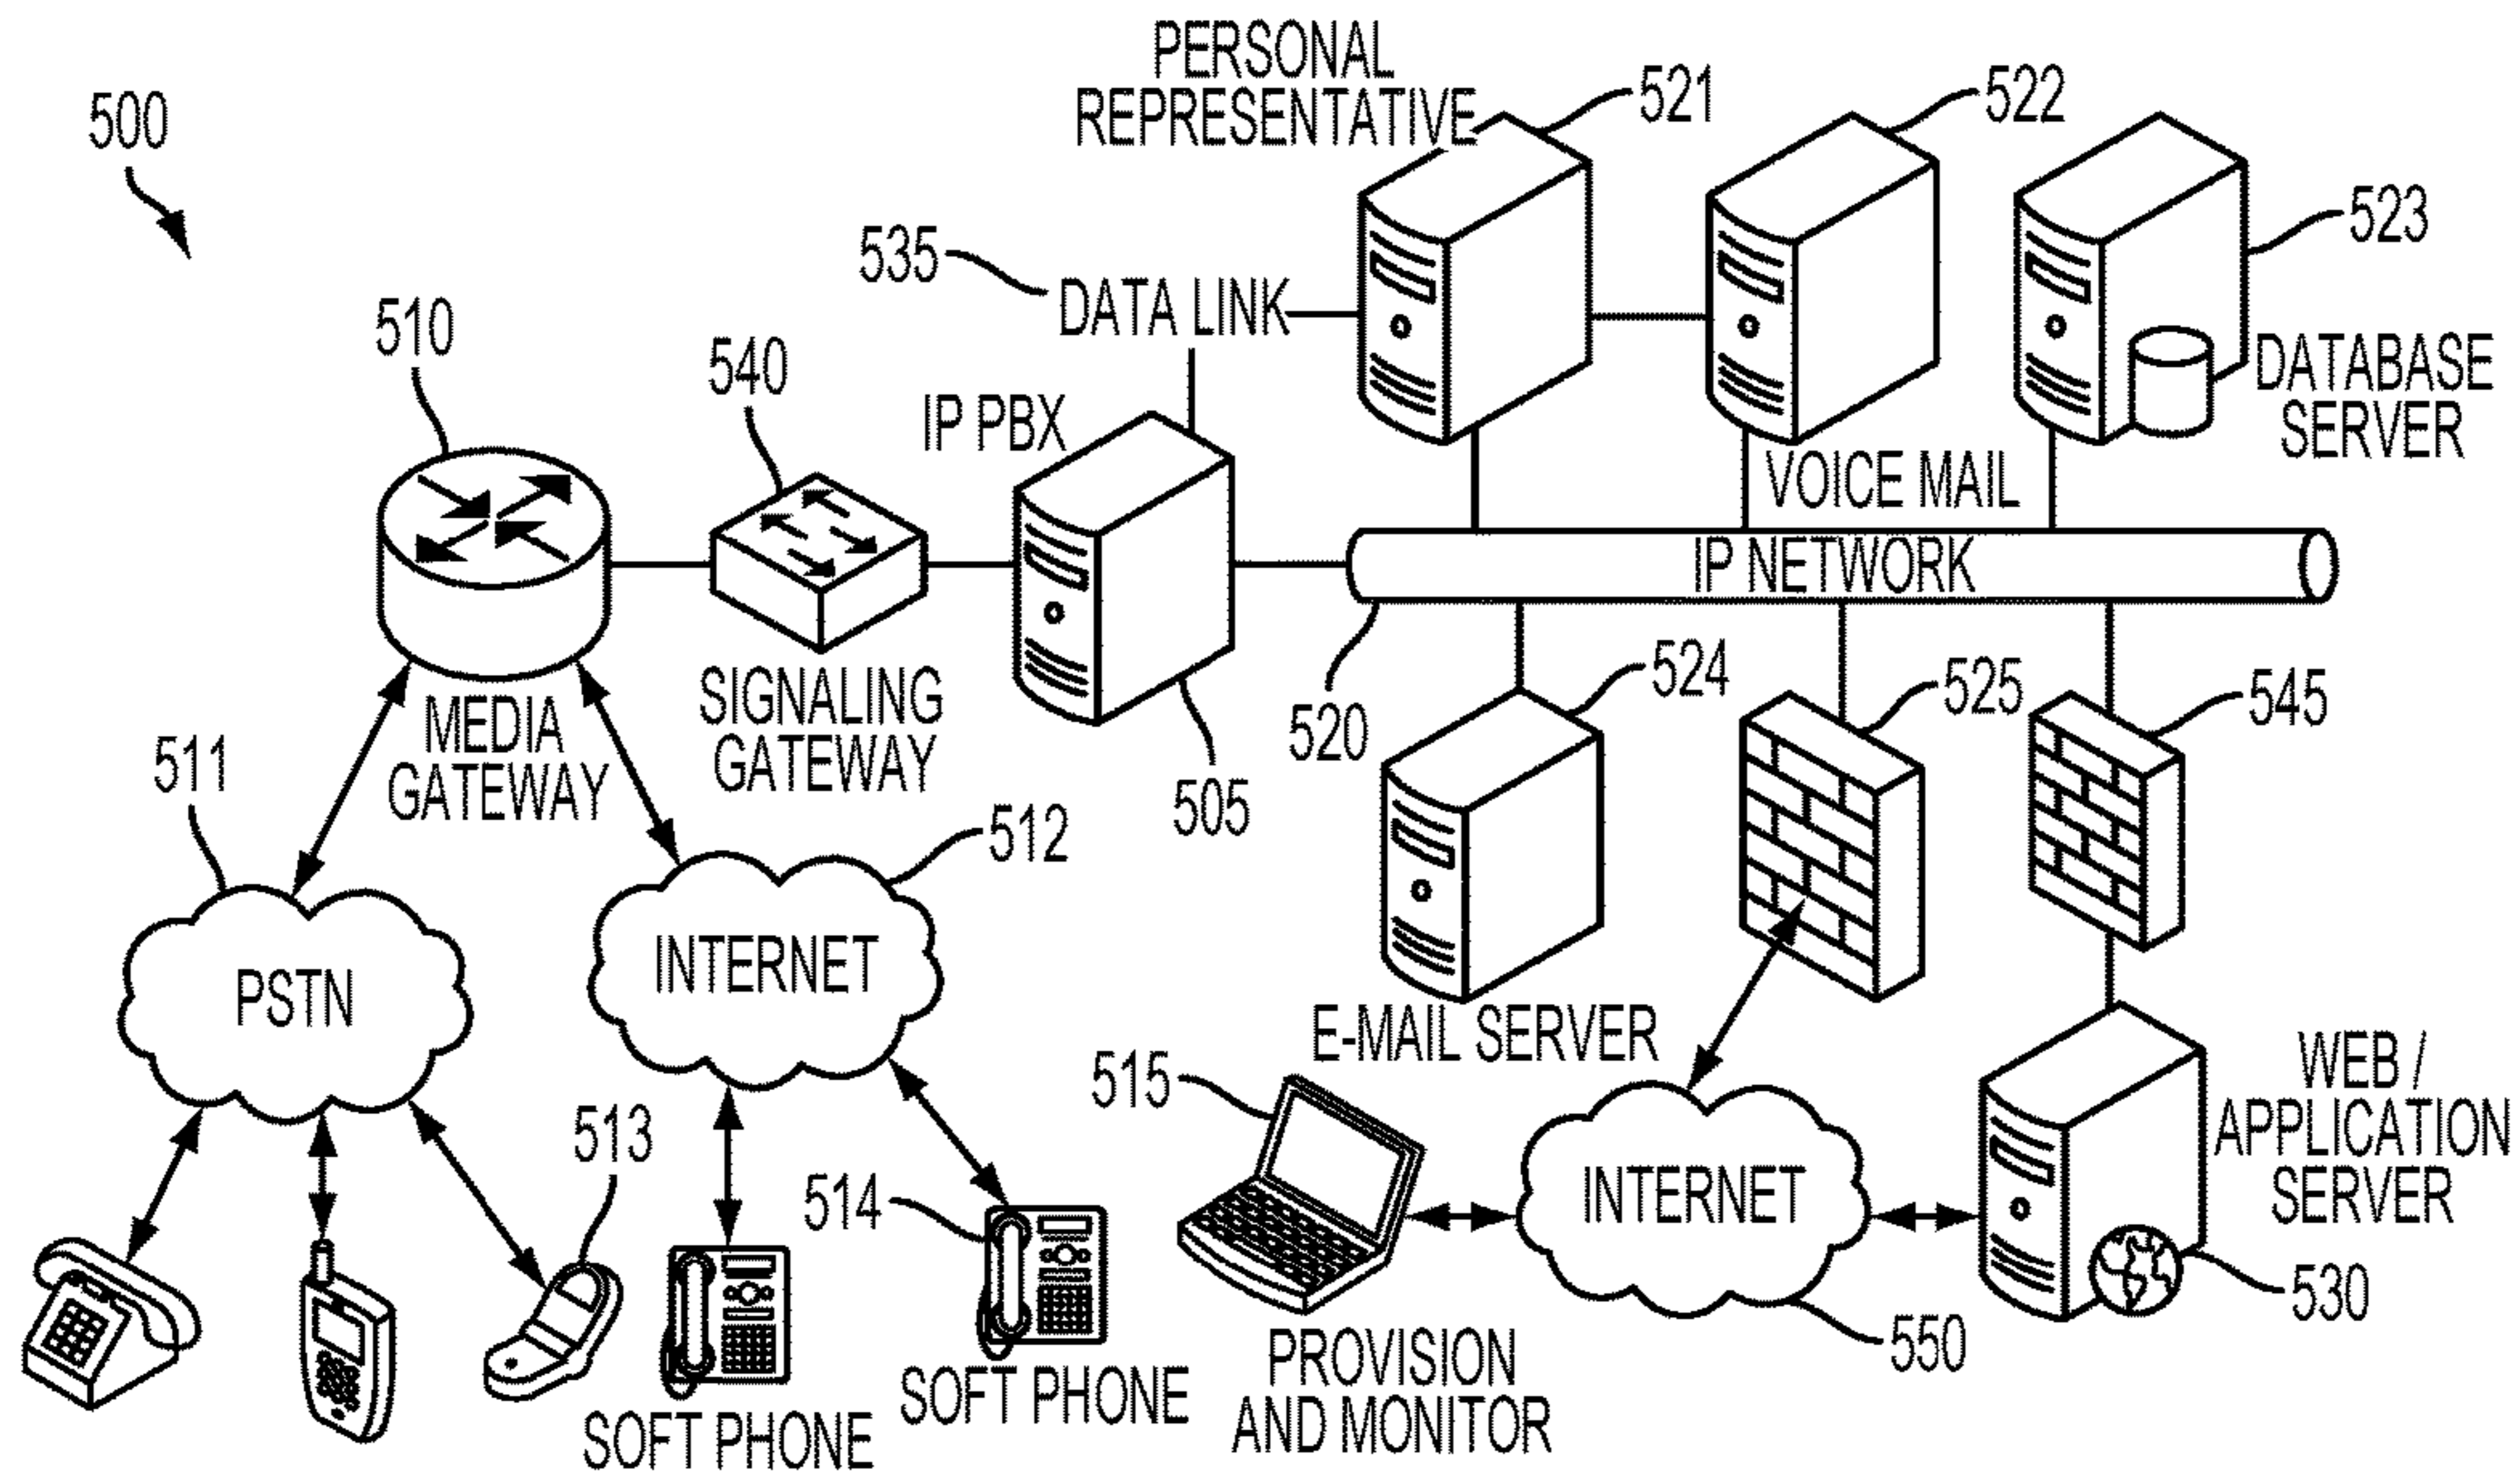 PERSONAL
REPRESENTATIVE
521
522
500
523
535
DATA LINK
510
540
IP PBX
DATABASE
SERVER
VOICE MAIL
IP NETWORK
SIGNALING
GATEWAY
MEDIA
GATEWAY
511
505
520
524
525
545
512
INTERNET
PSTN
E-MAIL SERVER
515
513
514
WEB /
APPLICATION
SERVER
INTERNET
530
550
SOFT PHONE
SOFT PHONE
PROVISION
AND MONITOR